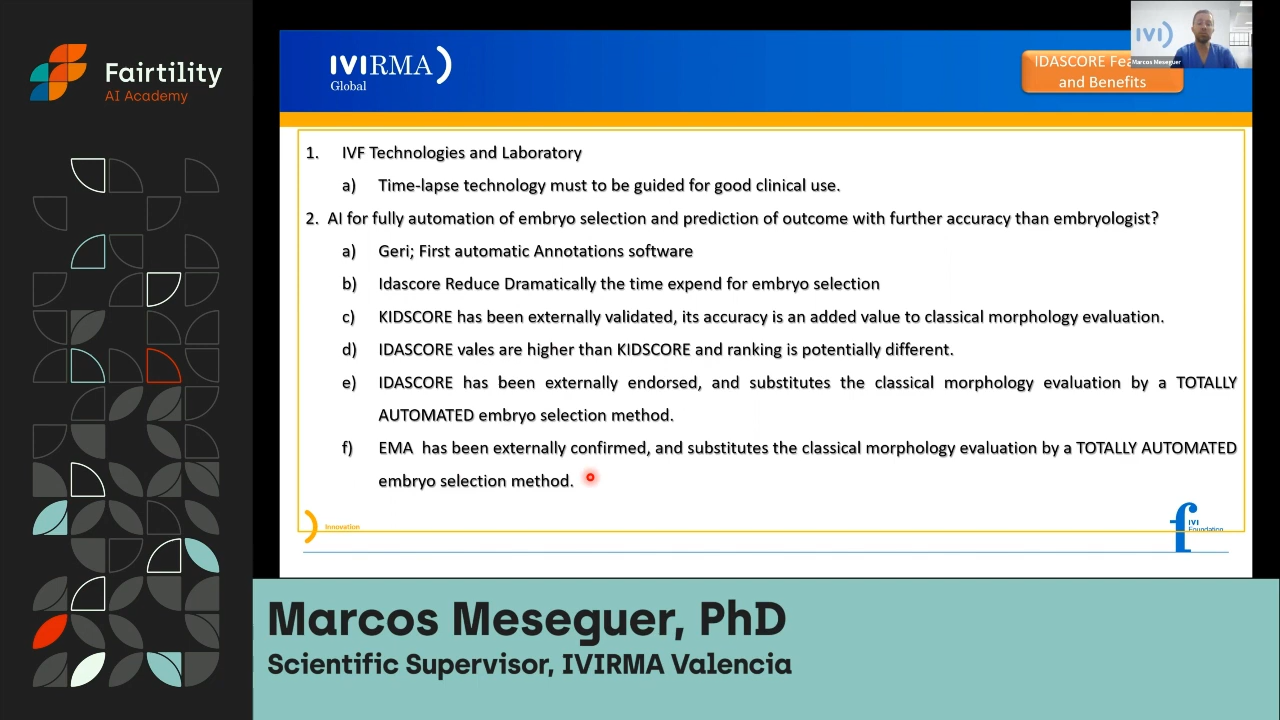 Fairtility
AI Academy
IVIRMA
Global
IDASCORE Fea
and Benefits
IVI
Marcos Meseguer
1. IVF Technologies and Laboratory
a) Time-lapse technology must to be guided for good clinical use.
2. AI for fully automation of embryo selection and prediction of outcome with further accuracy than embryologist?
a) Geri; First automatic Annotations software
b) Idascore Reduce Dramatically the time expend for embryo selection
c) KIDSCORE has been externally validated, its accuracy is an added value to classical morphology evaluation.
d) IDASCORE vales are higher than KIDSCORE and ranking is potentially different.
e) IDASCORE has been externally endorsed, and substitutes the classical morphology evaluation by a TOTALLY
AUTOMATED embryo selection method.
f) EMA has been externally confirmed, and substitutes the classical morphology evaluation by a TOTALLY AUTOMATED
embryo selection method.
Innovation
IVI
Foundation
Marcos Meseguer, PhD
Scientific Supervisor, IVIRMA Valencia